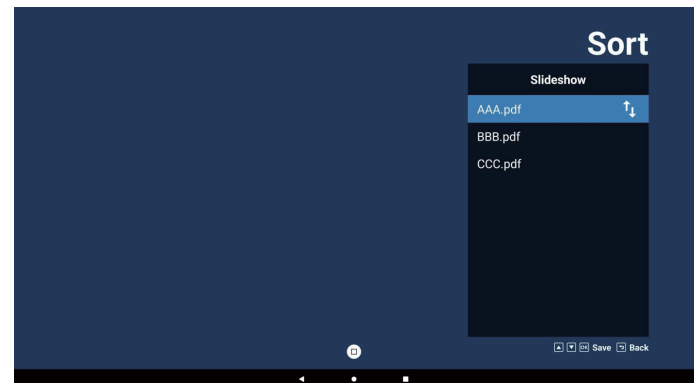 Sort
Slideshow
AAA.pdf
BBB.pdf
CCC.pdf
OK Save Back